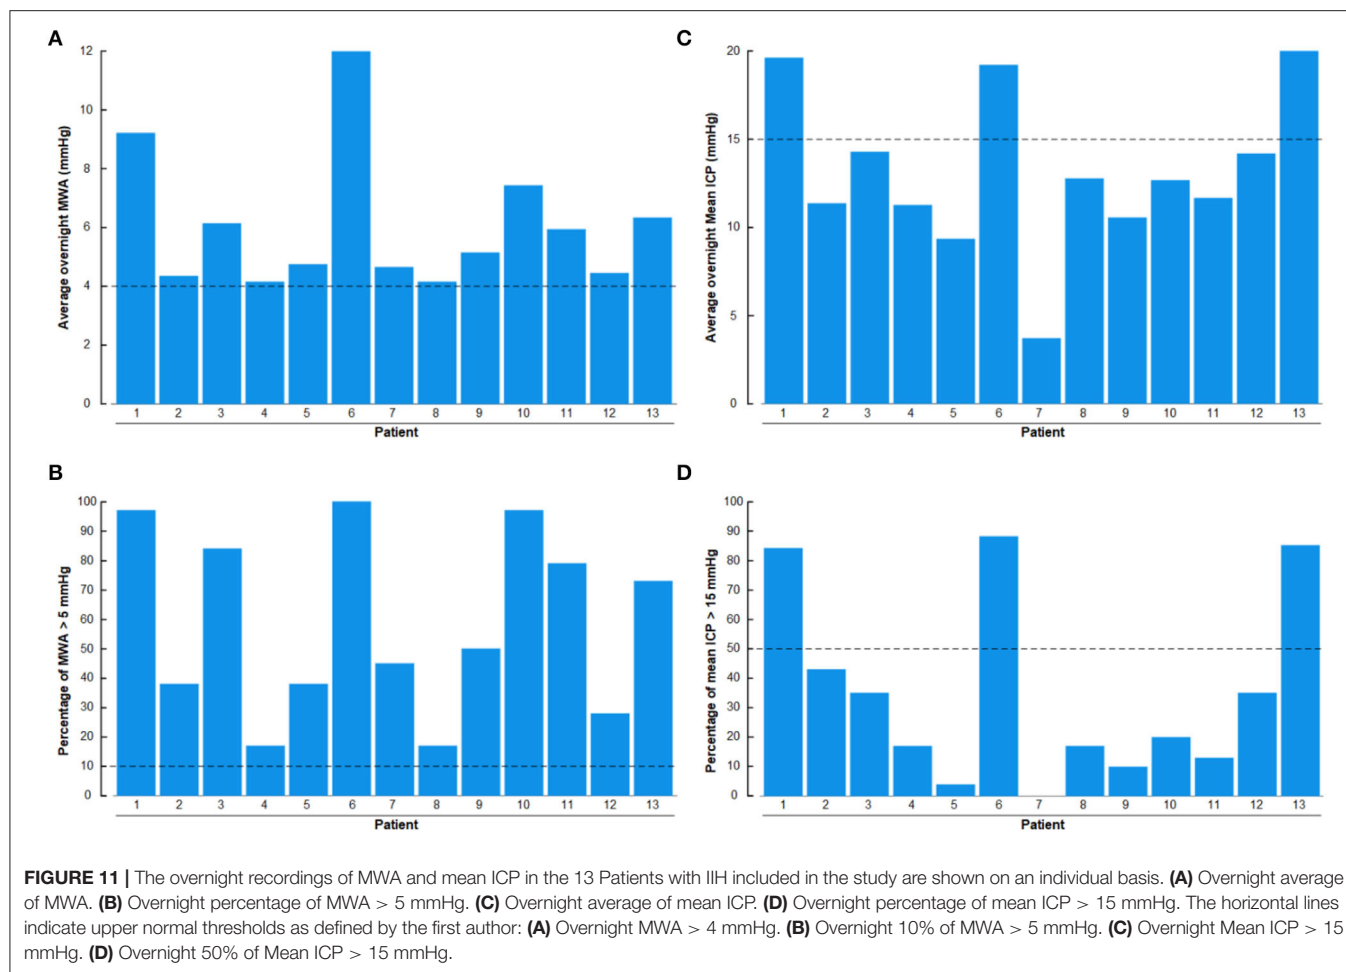 A
Average overnight MWA (mmHg)
12
10
8
6
4
2
0
1 2 3 4 5 6 7 8 9 10 11 12 13
Patient
C
Average overnight Mean ICP (mmHg)
20
15
10
5
0
1 2 3 4 5 6 7 8 9 10 11 12 13
Patient
B
Percentage of MWA > 5 mmHg
100
90
80
70
60
50
40
30
20
10
0
1 2 3 4 5 6 7 8 9 10 11 12 13
Patient
D
Percentage of mean ICP > 15 mmHg
100
90
80
70
60
50
40
30
20
10
0
1 2 3 4 5 6 7 8 9 10 11 12 13
Patient
FIGURE 11 | The overnight recordings of MWA and mean ICP in the 13 Patients with IIH included in the study are shown on an individual basis. (A) Overnight average
of MWA. (B) Overnight percentage of MWA > 5 mmHg. (C) Overnight average of mean ICP. (D) Overnight percentage of mean ICP > 15 mmHg. The horizontal lines
indicate upper normal thresholds as defined by the first author: (A) Overnight MWA > 4 mmHg. (B) Overnight 10% of MWA > 5 mmHg. (C) Overnight Mean ICP > 15
mmHg. (D) Overnight 50% of Mean ICP > 15 mmHg.